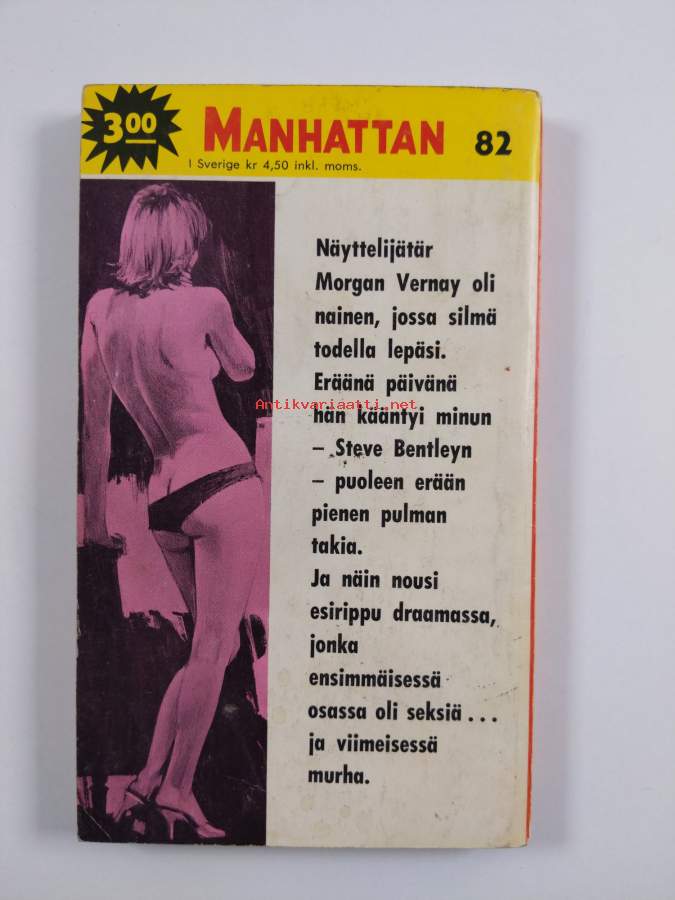 3 00 MANHATTAN 82
I Sverige kr 4,50 inkl. moms.
Näyttelijätär
Morgan Vernay oli
nainen, jossa silmä
todella lepäsi.
Eräänä päivänä
Antikvariaatti.net
hän kääntyi minun
– Steve Bentleyn
– puoleen erään
pienen pulman
takia.
Ja näin nousi
esirippu draamassa,
jonka
ensimmäisessä
osassa oli seksiä...
ja viimeisessä
murha.